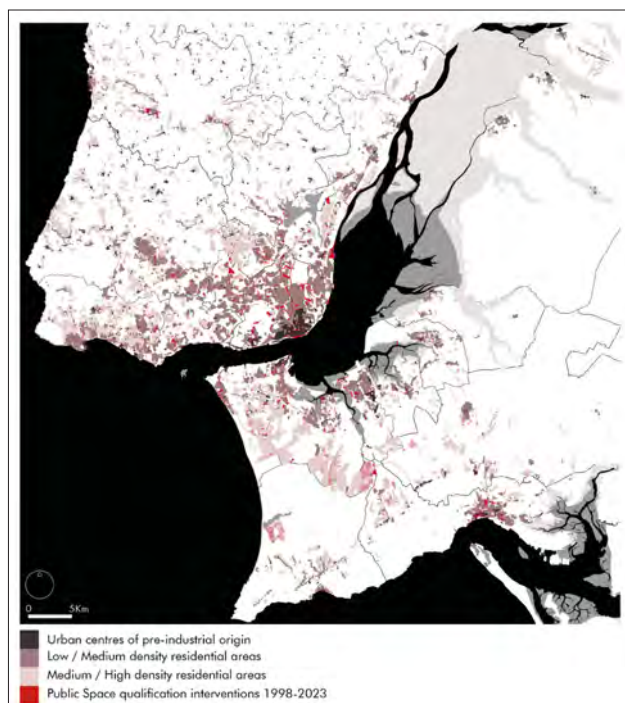 0 5Km
Urban centres of pre-industrial origin
Low / Medium density residential areas
Medium / High density residential areas
Public Space qualification interventions 1998-2023